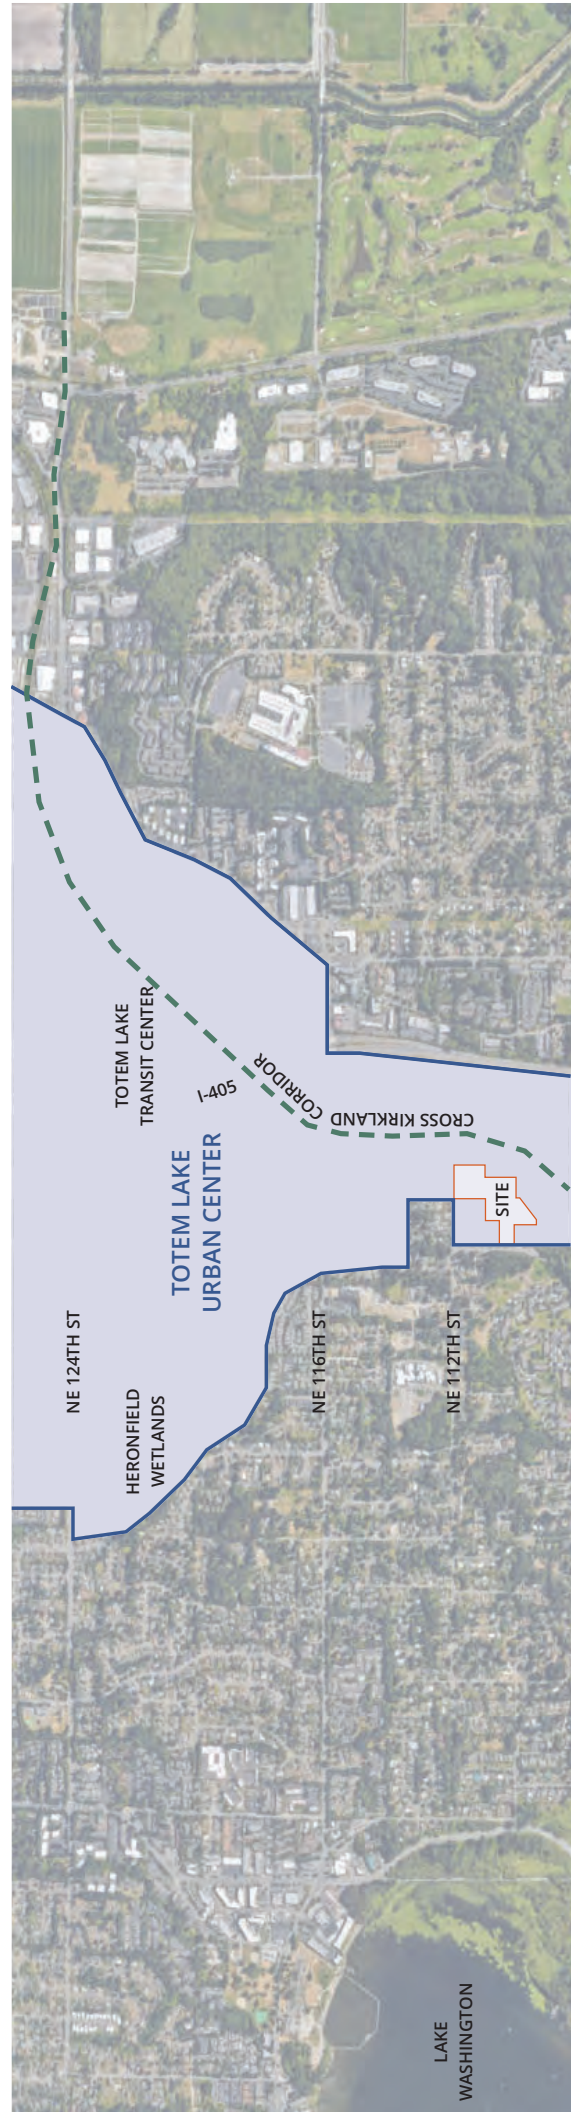 NE 124TH ST
HERONFIELD
WETLANDS
TOTEM LAKE
URBAN CENTER
TOTEM LAKE
TRANSIT CENTER
I-405
CROSS KIRKLAND
CORRIDOR
NE 116TH ST
NE 112TH ST
SITE
LAKE
WASHINGTON